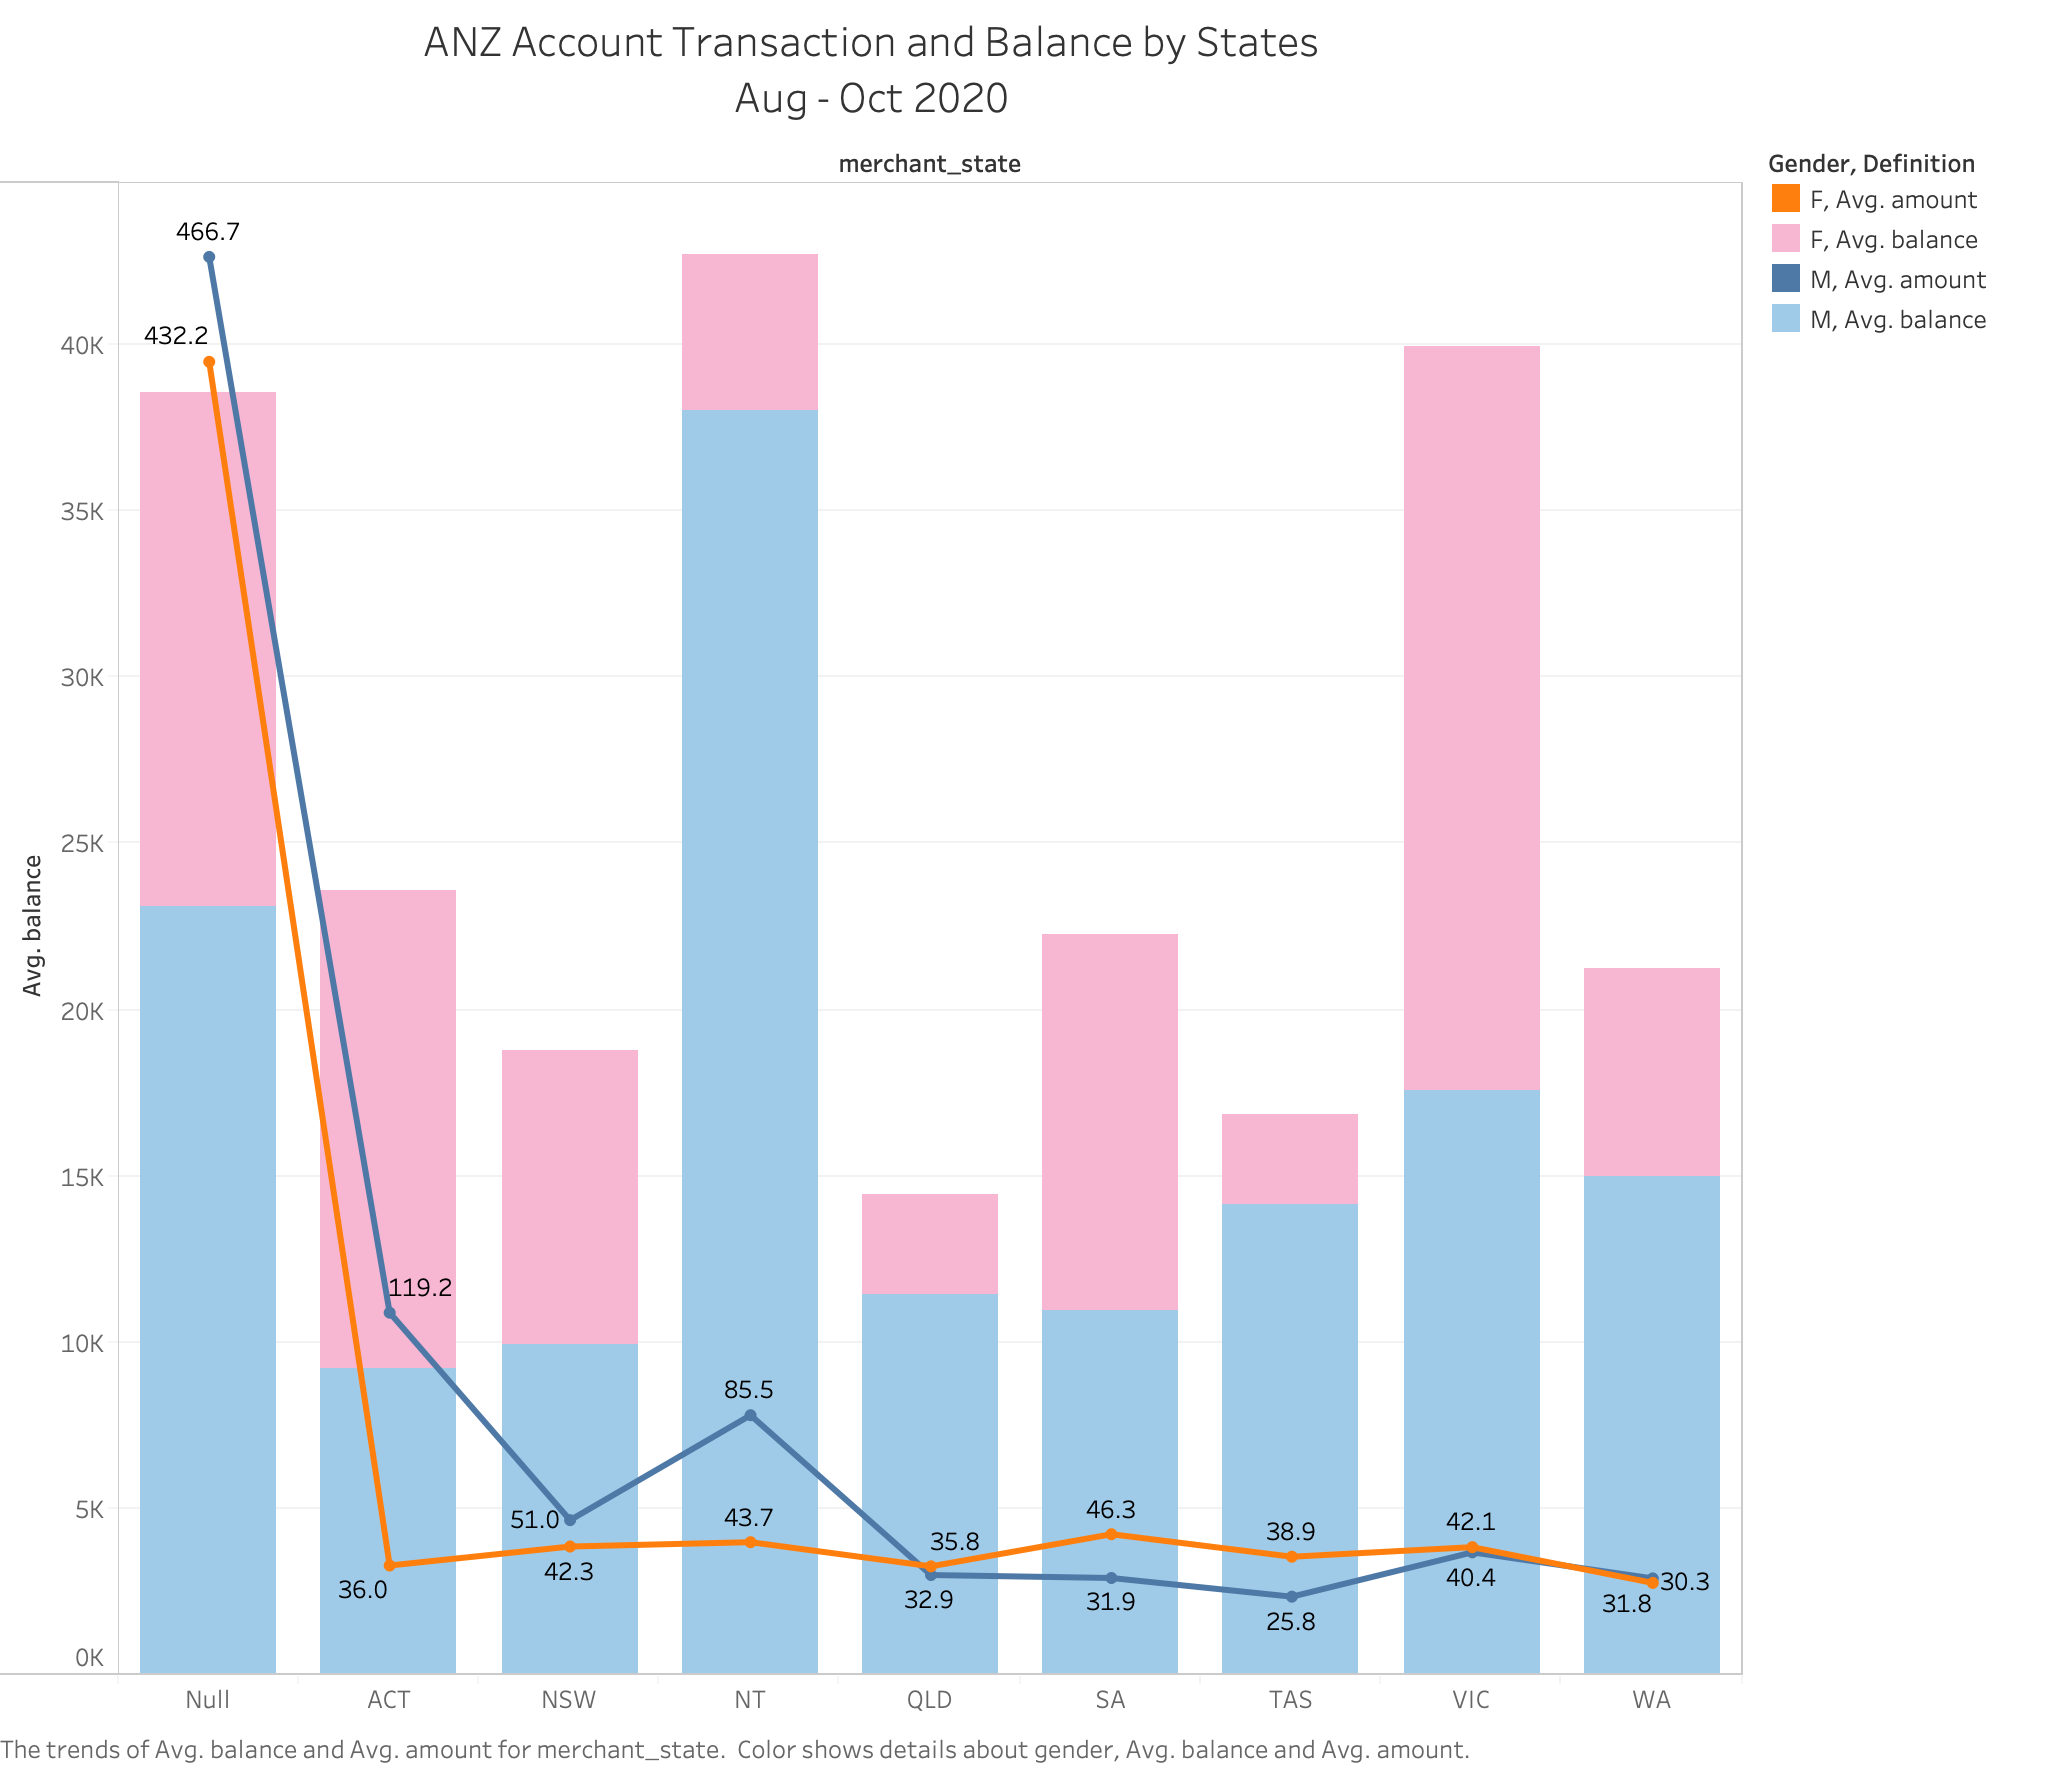 ANZ Account Transaction and Balance by States
Aug - Oct 2020
merchant_state
Gender, Definition
F, Avg. amount
F, Avg. balance
M, Avg. amount
M, Avg. balance
Avg. balance
40K
35K
30K
25K
20K
15K
10K
5K
0K
466.7
432.2
119.2
36.0
51.0
42.3
85.5
43.7
35.8
32.9
46.3
31.9
38.9
25.8
42.1
40.4
30.3
31.8
Null ACT NSW NT QLD SA TAS VIC WA
The trends of Avg. balance and Avg. amount for merchant_state.  Color shows details about gender, Avg. balance and Avg. amount.